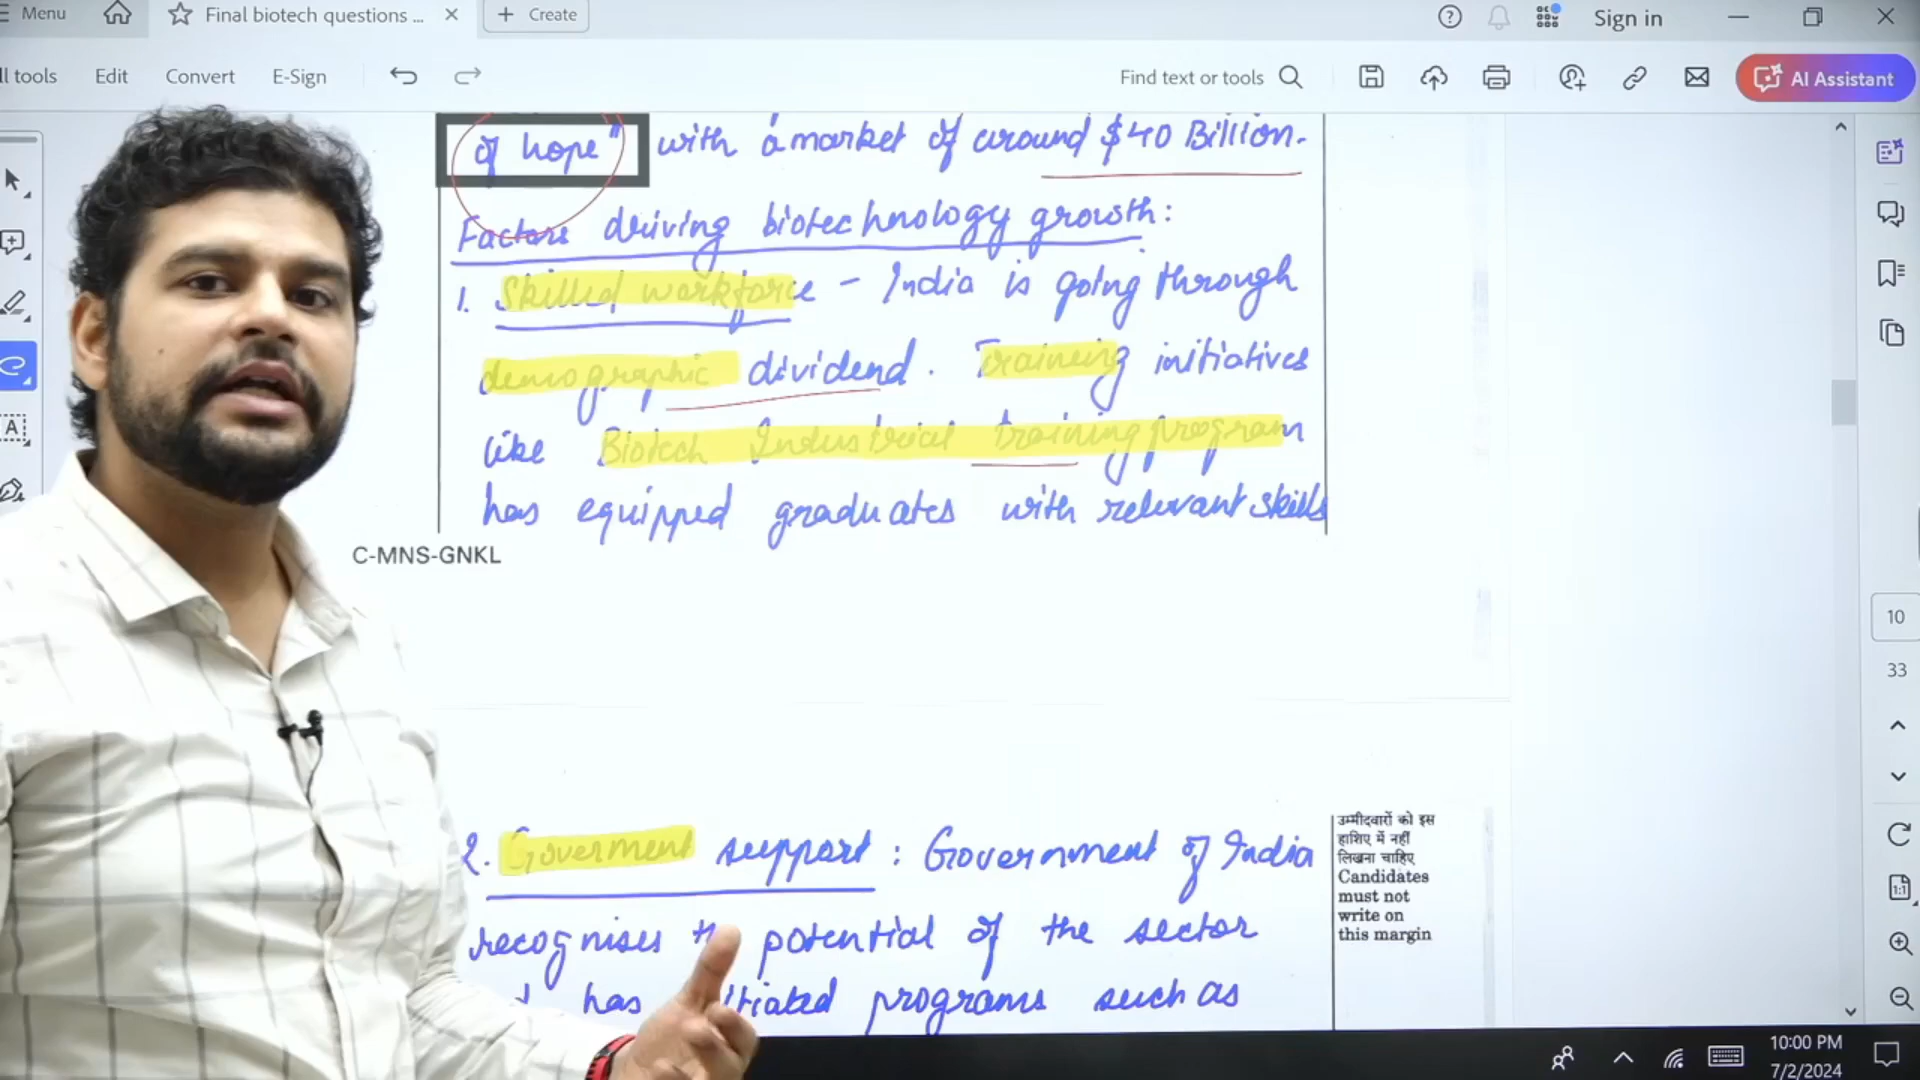 Menu
Final biotech questions ...
Create
Sign in
ll tools
Edit
Convert
E-Sign
Find text or tools
AI Assistant
of hope" with a market of around $40 Billion.
Factors driving biotechnology growth:
1. Skilled workforce - India is going through
demographic dividend. Training initiatives
like Biotech Industrial training program
has equipped graduates with relevant skills
C-MNS-GNKL
10
33
2. Goverment support : Government of India
recognises potential of the sector
has programs such as
उम्मीदवारों को इस
हाशिए में नहीं
लिखना चाहिए
Candidates
must not
write on
this margin
10:00 PM
7/2/2024